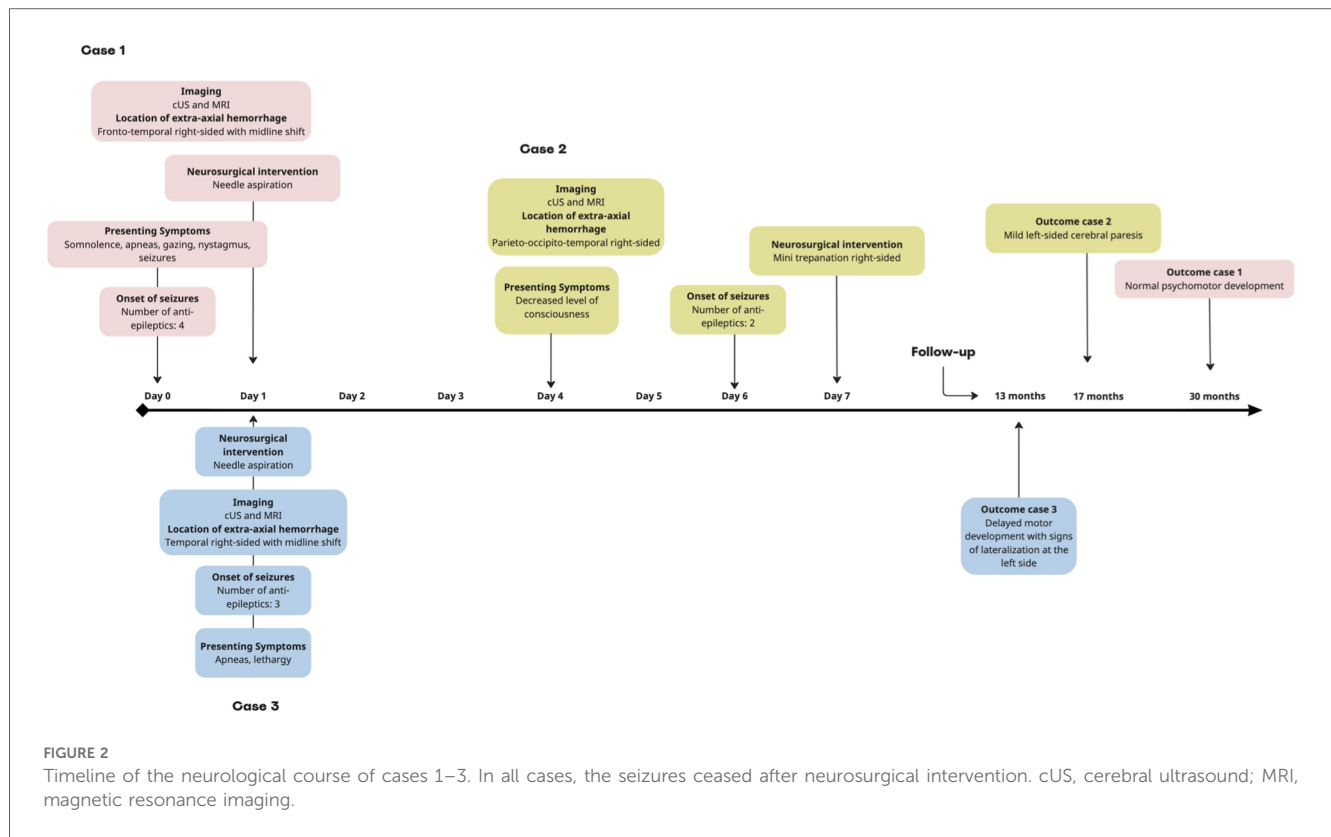 Case 1
Imaging
cUS and MRI
Location of extra-axial hemorrhage
Fronto-temporal right-sided with midline shift
Neurosurgical intervention
Needle aspiration
Presenting Symptoms
Somnolence, apneas, gazing, nystagmus,
seizures
Onset of seizures
Number of anti-
epileptics: 4
Case 2
Imaging
cUS and MRI
Location of extra-axial
hemorrhage
Parieto-occipito-temporal right-sided
Presenting Symptoms
Decreased level of
consciousness
Onset of seizures
Number of anti-
epileptics: 2
Neurosurgical intervention
Mini trepanation right-sided
Outcome case 2
Mild left-sided cerebral paresis
Outcome case 1
Normal psychomotor development
Follow-up
Day 0 Day 1 Day 2 Day 3 Day 4 Day 5 Day 6 Day 7 13 months 17 months 30 months
Neurosurgical
intervention
Needle aspiration
Imaging
cUS and MRI
Location of extra-axial hemorrhage
Temporal right-sided with midline shift
Onset of seizures
Number of anti-
epileptics: 3
Presenting Symptoms
Apneas, lethargy
Case 3
Outcome case 3
Delayed motor
development with signs
of lateralization at the
left side
FIGURE 2
Timeline of the neurological course of cases 1–3. In all cases, the seizures ceased after neurosurgical intervention. cUS, cerebral ultrasound; MRI,
magnetic resonance imaging.